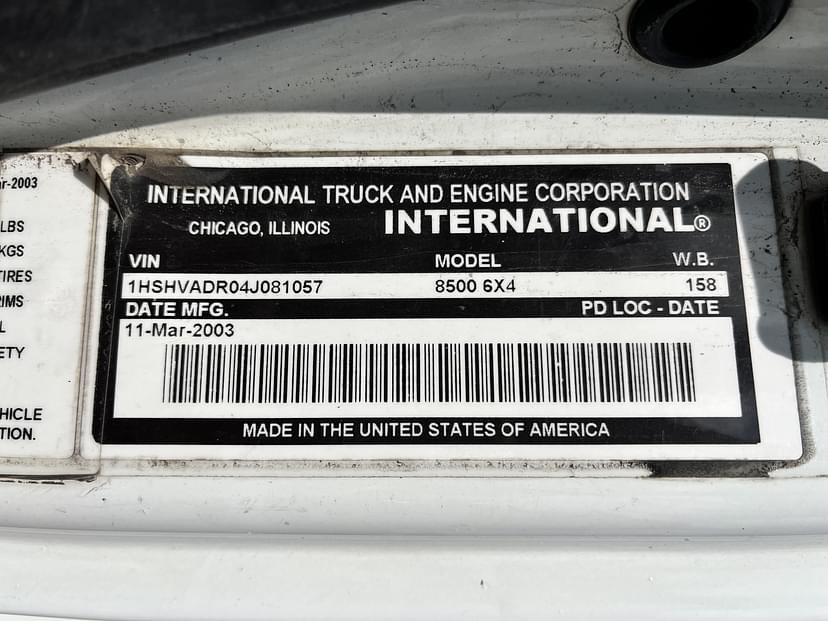 ar-2003
LBS
KGS
TIRES
RIMS
L
ETY
HICLE
TION.
INTERNATIONAL TRUCK AND ENGINE CORPORATION
CHICAGO, ILLINOIS INTERNATIONAL®
VIN MODEL W.B.
1HSHVADR04J081057 8500 6X4 158
DATE MFG. PD LOC - DATE
11-Mar-2003
MADE IN THE UNITED STATES OF AMERICA